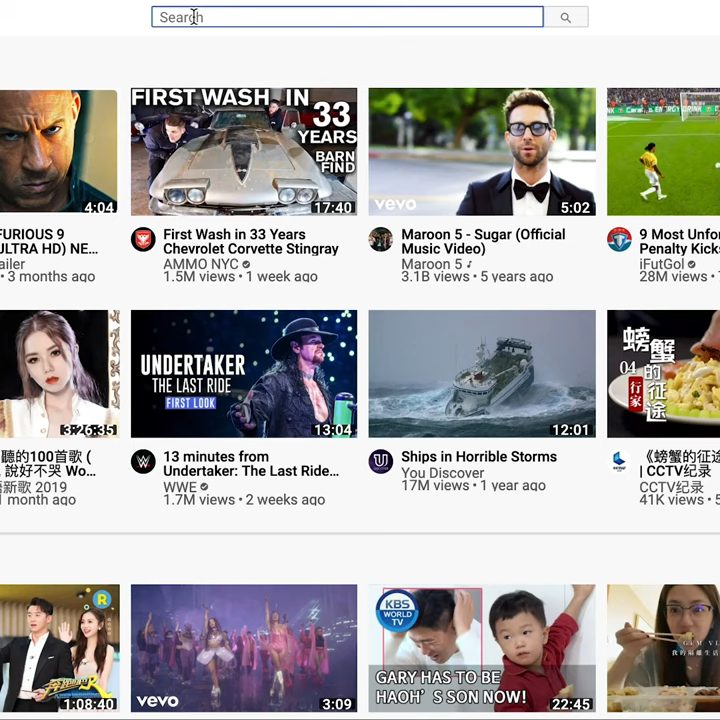 Search
4:04
FIRST WASH IN
33
YEARS
BARN
FIND
17:40
vevo
5:02
FURIOUS 9
ULTRA HD) NE...
ailer
• 3 months ago
First Wash in 33 Years
Chevrolet Corvette Stingray
AMMO NYC
1.5M views • 1 week ago
Maroon 5 - Sugar (Official
Music Video)
Maroon 5
3.1B views • 5 years ago
9 Most Unfor
Penalty Kicks
iFutGol
28M views •
3:26:35
UNDERTAKER
THE LAST RIDE
FIRST LOOK
13:04
12:01
螃蟹
的征途
04
行家
聽的100首歌 (
說好不哭 Wo...
新歌 2019
1 month ago
13 minutes from
Undertaker: The Last Ride...
WWE
1.7M views • 2 weeks ago
Ships in Horrible Storms
You Discover
17M views • 1 year ago
《螃蟹的征途
| CCTV纪录
CCTV纪录
41K views • 5
R
1:08:40
vevo
3:09
KBS
WORLD
TV
GARY HAS TO BE
HAOH'S SON NOW!
22:45